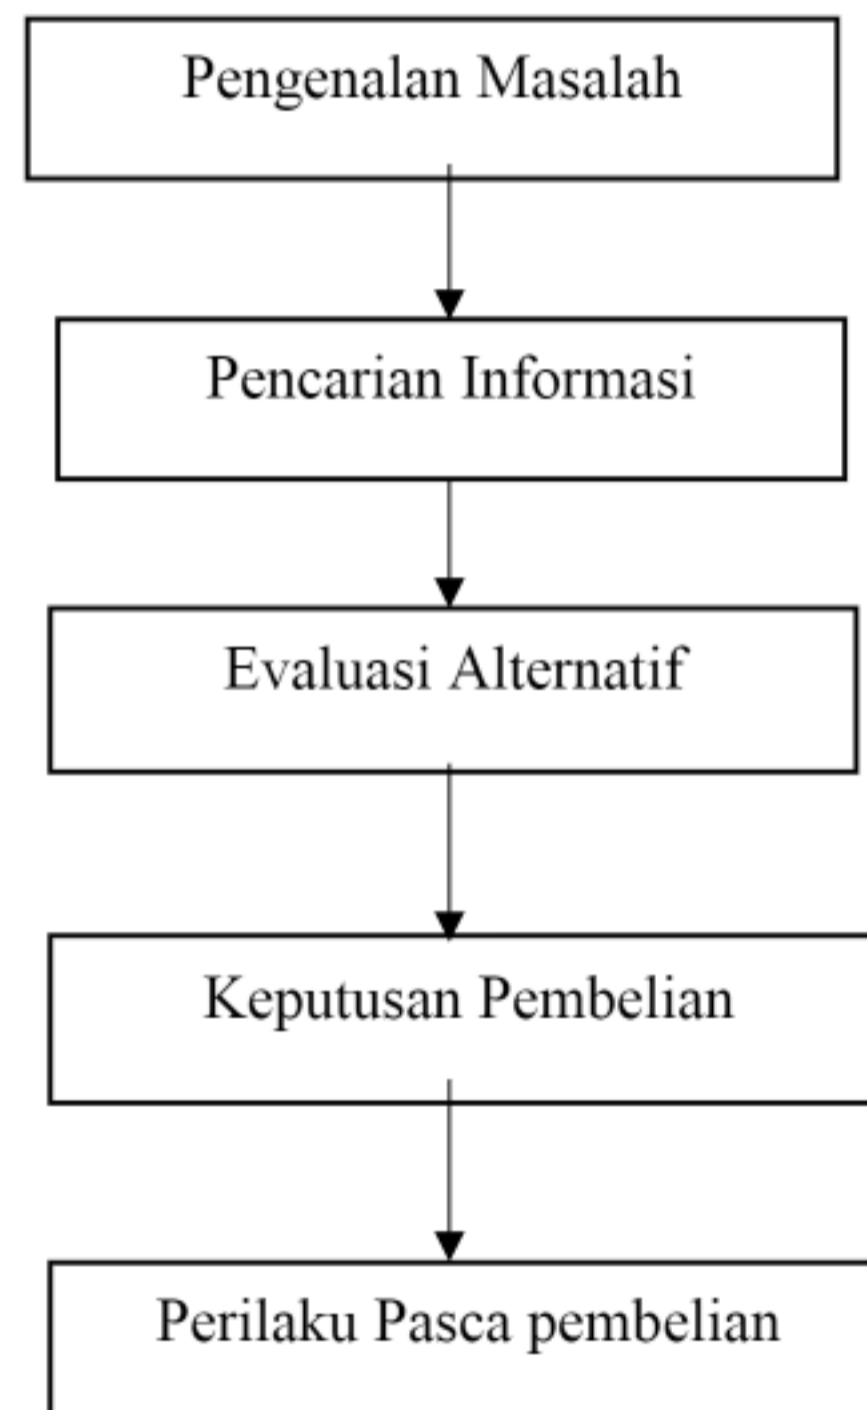 Pengenalan Masalah
Pencarian Informasi
Evaluasi Alternatif
Keputusan Pembelian
Perilaku Pasca pembelian